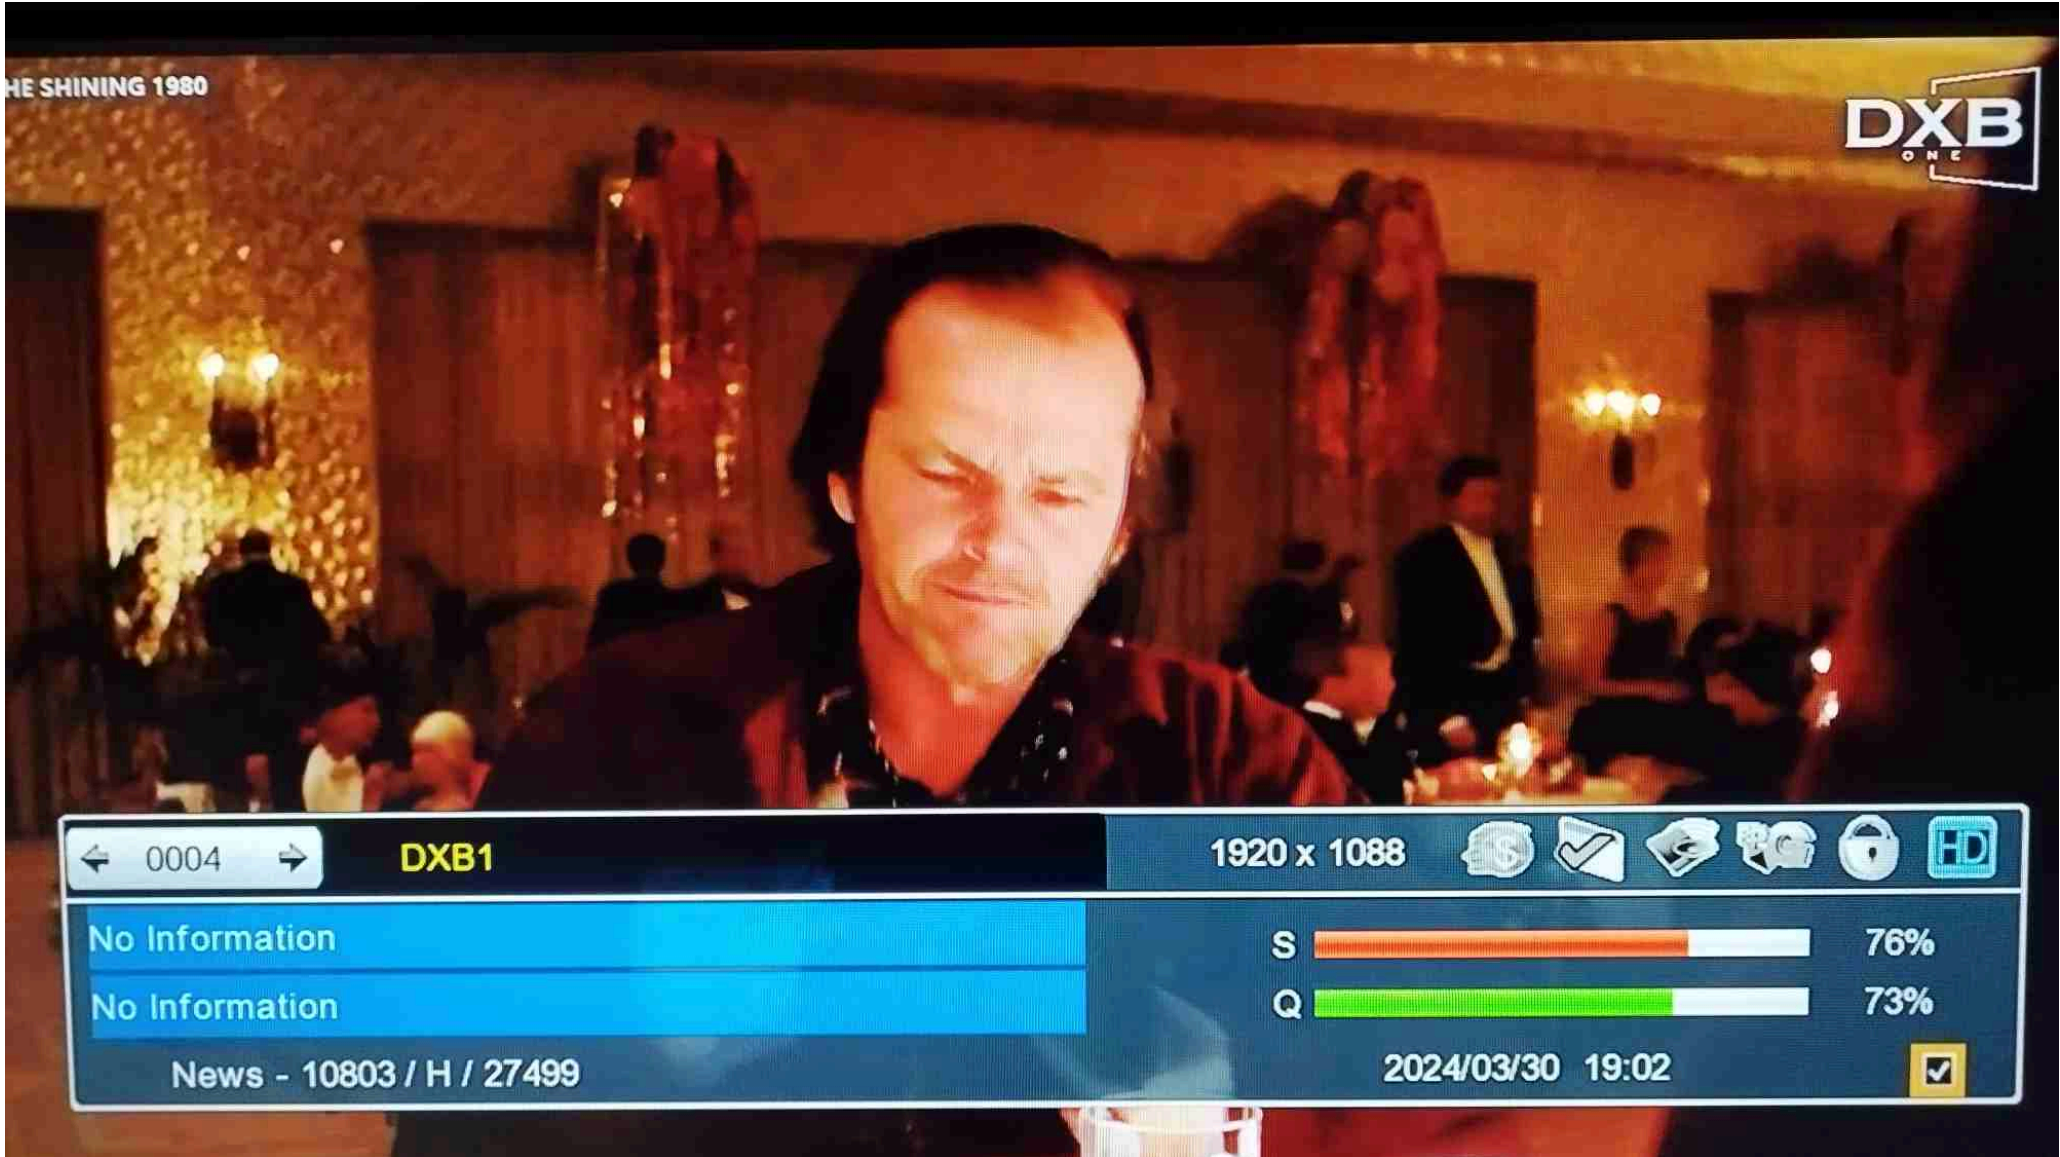 HE SHINING 1980
DXB
ONE
0004
DXB1
1920 x 1088
HD
No Information
S
76%
No Information
Q
73%
News - 10803 / H / 27499
2024/03/30 19:02